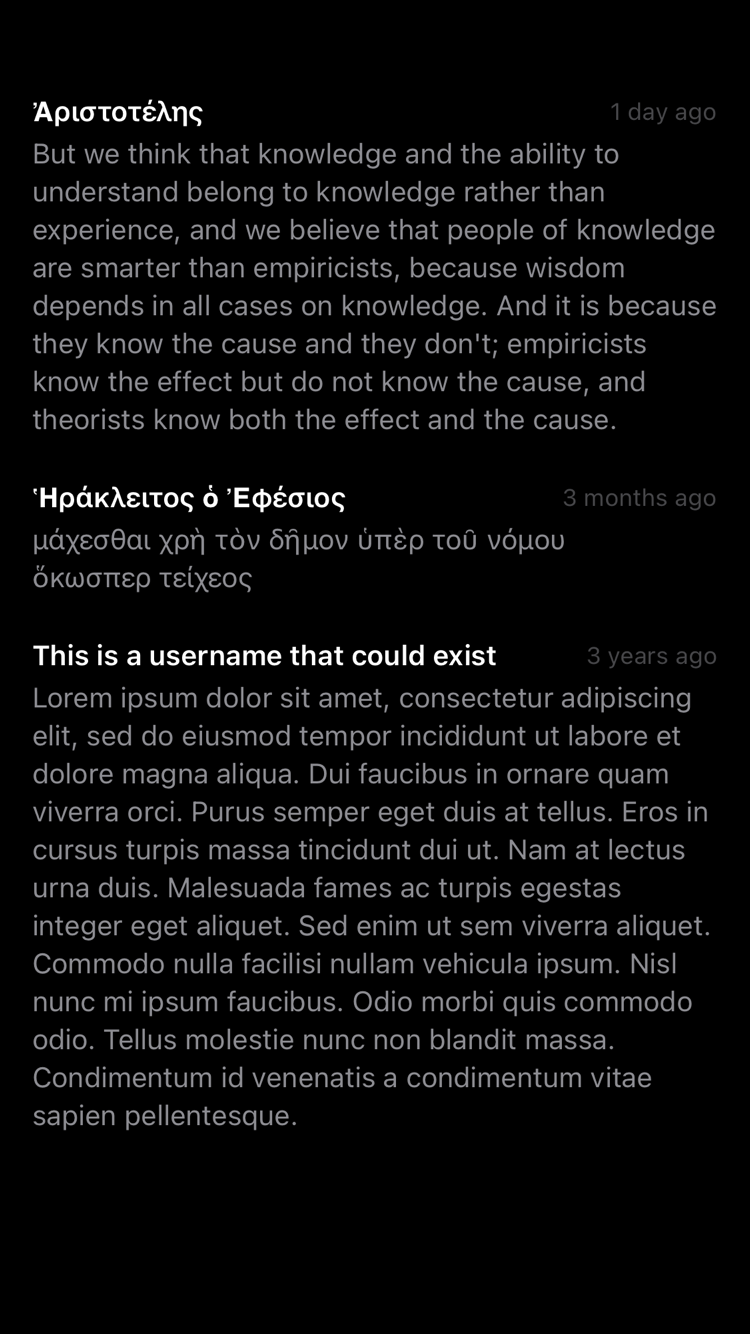 Ἀριστοτέλης
1 day ago
But we think that knowledge and the ability to
understand belong to knowledge rather than
experience, and we believe that people of knowledge
are smarter than empiricists, because wisdom
depends in all cases on knowledge. And it is because
they know the cause and they don't; empiricists
know the effect but do not know the cause, and
theorists know both the effect and the cause.
Ἡράκλειτος ὁ Ἐφέσιος
3 months ago
μάχεσθαι χρὴ τὸν δῆμον ὑπὲρ τοῦ νόμου
ὅκωσπερ τείχεος
This is a username that could exist
3 years ago
Lorem ipsum dolor sit amet, consectetur adipiscing
elit, sed do eiusmod tempor incididunt ut labore et
dolore magna aliqua. Dui faucibus in ornare quam
viverra orci. Purus semper eget duis at tellus. Eros in
cursus turpis massa tincidunt dui ut. Nam at lectus
urna duis. Malesuada fames ac turpis egestas
integer eget aliquet. Sed enim ut sem viverra aliquet.
Commodo nulla facilisi nullam vehicula ipsum. Nisl
nunc mi ipsum faucibus. Odio morbi quis commodo
odio. Tellus molestie nunc non blandit massa.
Condimentum id venenatis a condimentum vitae
sapien pellentesque.